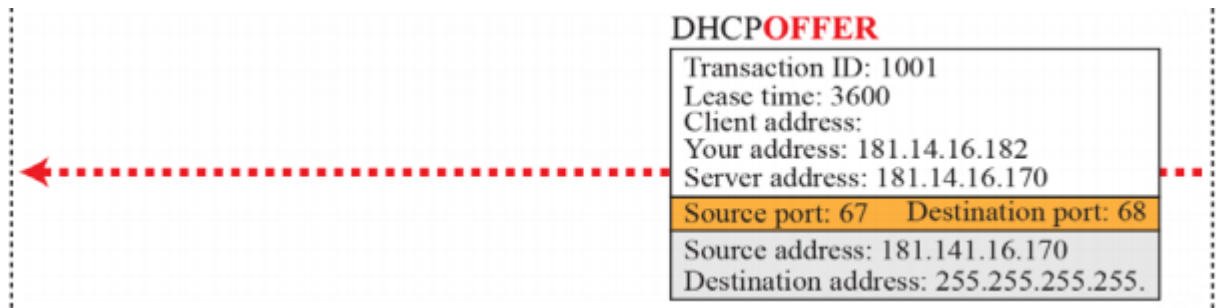 DHCPOFFER
Transaction ID: 1001
Lease time: 3600
Client address:
Your address: 181.14.16.182
Server address: 181.14.16.170
Source port: 67 Destination port: 68
Source address: 181.141.16.170
Destination address: 255.255.255.255.